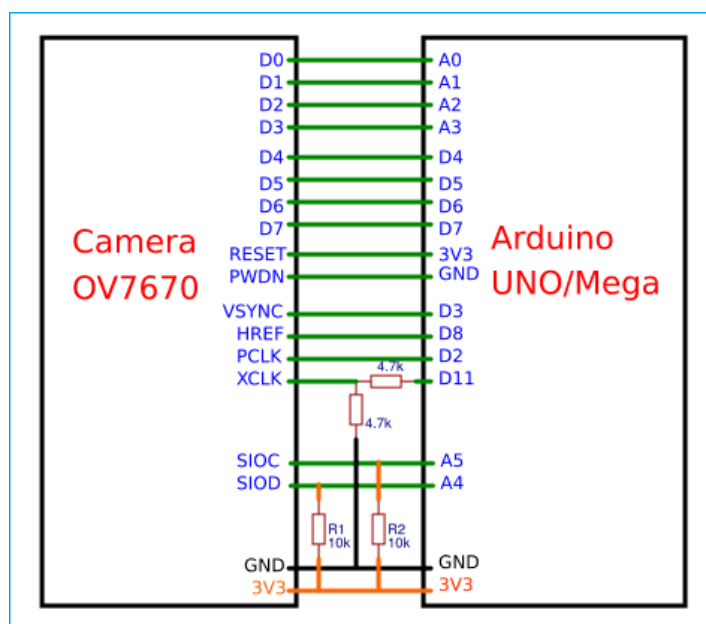 D0 A0
D1 A1
D2 A2
D3 A3
D4 D4
D5 D5
D6 D6
D7 D7
Camera
OV7670
Arduino
UNO/Mega
RESET 3V3
PWDN GND
VSYNC D3
HREF D8
PCLK D2
4.7k
XCLK D11
4.7k
SIOC A5
SIOD A4
R1
10k
R2
10k
GND GND
3V3 3V3